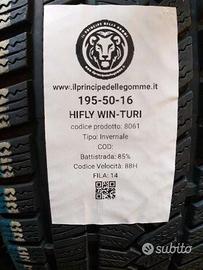 IL PRINCIPE DELLE GOMME
www.ilprincipedellegomme.it
195-50-16
HIFLY WIN-TURI
codice prodotto: 8061
Tipo: Invernale
COD:
Battistrada: 85%
Codice Velocità: 88H
FILA: 14
subito